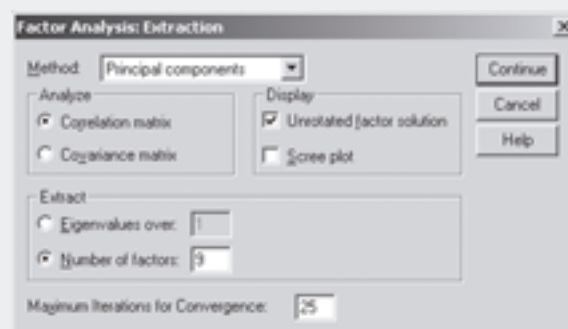 Factor Analysis: Extraction
Method: Principal components
Continue
Analyze
Display
Cancel
Correlation matrix
Unrotated factor solution
Help
Covariance matrix
Scree plot
Extract
Eigenvalues over: 1
Number of factors: 9
Maximum Iterations for Convergence: 25